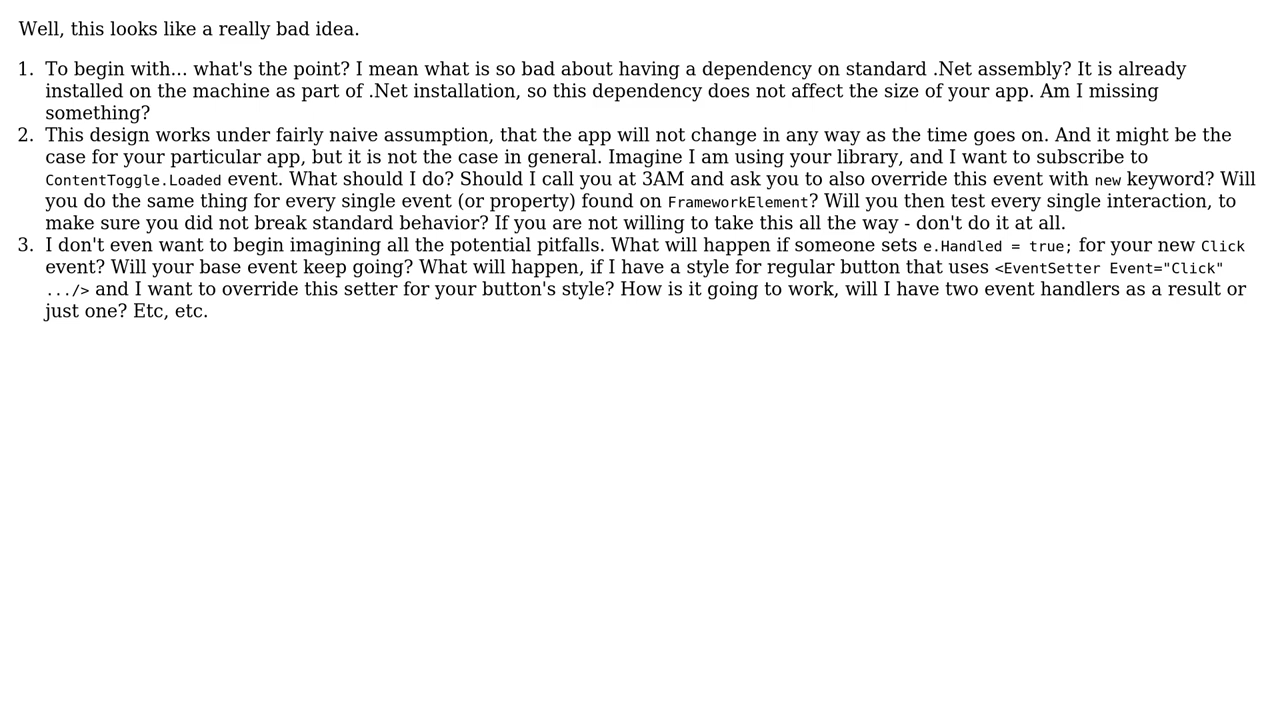 Well, this looks like a really bad idea.
1. To begin with... what's the point? I mean what is so bad about having a dependency on standard .Net assembly? It is already
installed on the machine as part of .Net installation, so this dependency does not affect the size of your app. Am I missing
something?
2. This design works under fairly naive assumption, that the app will not change in any way as the time goes on. And it might be the
case for your particular app, but it is not the case in general. Imagine I am using your library, and I want to subscribe to
ContentToggle.Loaded event. What should I do? Should I call you at 3AM and ask you to also override this event with new keyword? Will
you do the same thing for every single event (or property) found on FrameworkElement? Will you then test every single interaction, to
make sure you did not break standard behavior? If you are not willing to take this all the way - don't do it at all.
3. I don't even want to begin imagining all the potential pitfalls. What will happen if someone sets e.Handled = true; for your new Click
event? Will your base event keep going? What will happen, if I have a style for regular button that uses <EventSetter Event="Click"
.../> and I want to override this setter for your button's style? How is it going to work, will I have two event handlers as a result or
just one? Etc, etc.